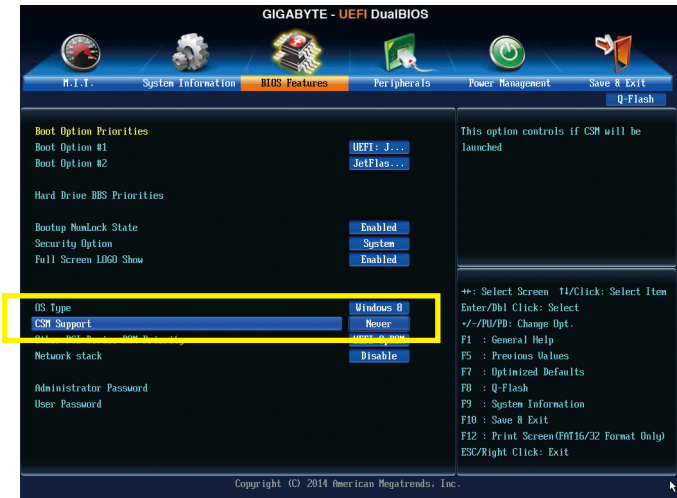 GIGABYTE - UEFI DualBIOS
M.I.T. System Information BIOS Features Peripherals Power Management Save & Exit
Q-Flash
Boot Option Priorities
Boot Option #1 UEFI: J...
Boot Option #2 JetFlas...
Hard Drive BBS Priorities
Bootup NumLock State Enabled
Security Option System
Full Screen LOGO Show Enabled
OS Type Windows 8
CSM Support Never
Network stack Disable
Administrator Password
User Password
This option controls if CSM will be
launched
: Select Screen ↑↓/Click: Select Item
Enter/Dbl Click: Select
+/-/PU/PD: Change Opt.
F1 : General Help
F5 : Previous Values
F7 : Optimized Defaults
F8 : Q-Flash
F9 : System Information
F10 : Save & Exit
F12 : Print Screen(FAT16/32 Format Only)
ESC/Right Click: Exit
Copyright (C) 2014 American Megatrends, Inc.